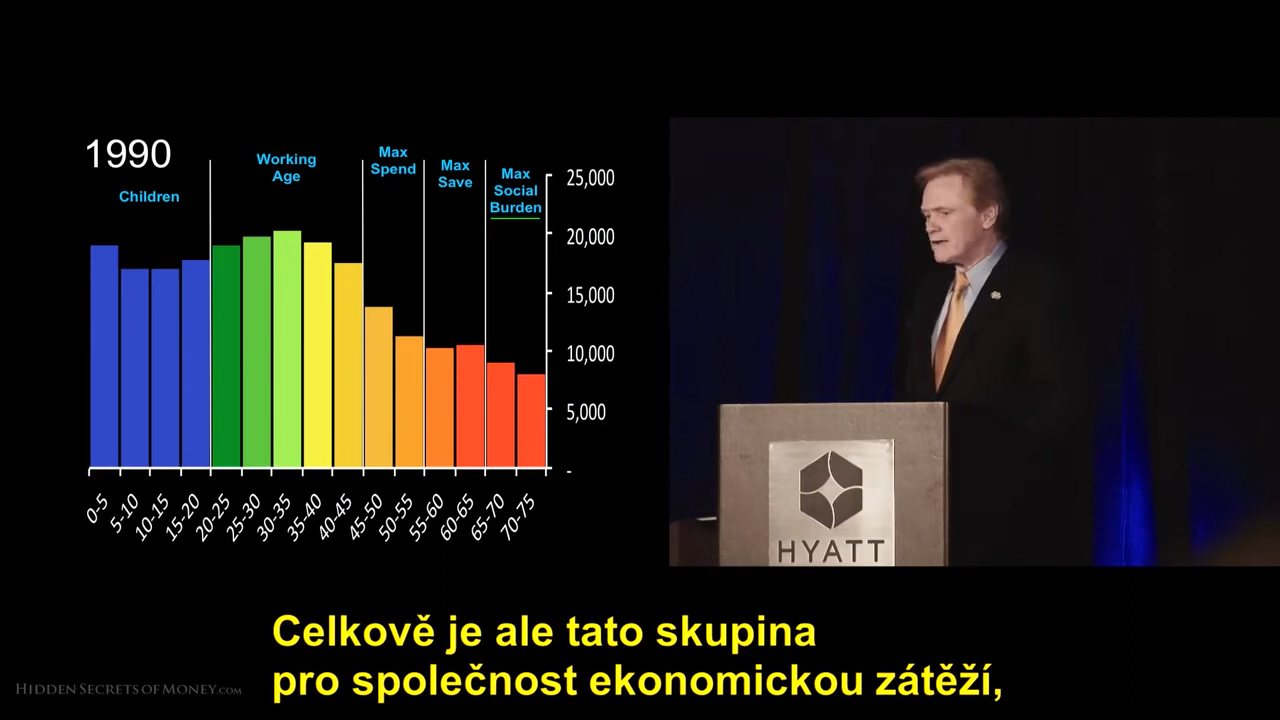 1990
Children
Working
Age
Max
Spend
Max
Save
Max
Social
Burden
25,000
20,000
15,000
10,000
5,000
-
0-5
5-10
10-15
15-20
20-25
25-30
30-35
35-40
40-45
45-50
50-55
55-60
60-65
65-70
70-75
HYATT
Celkově je ale tato skupina
pro společnost ekonomickou zátěží,
HIDDEN SECRETS OF MONEY.COM